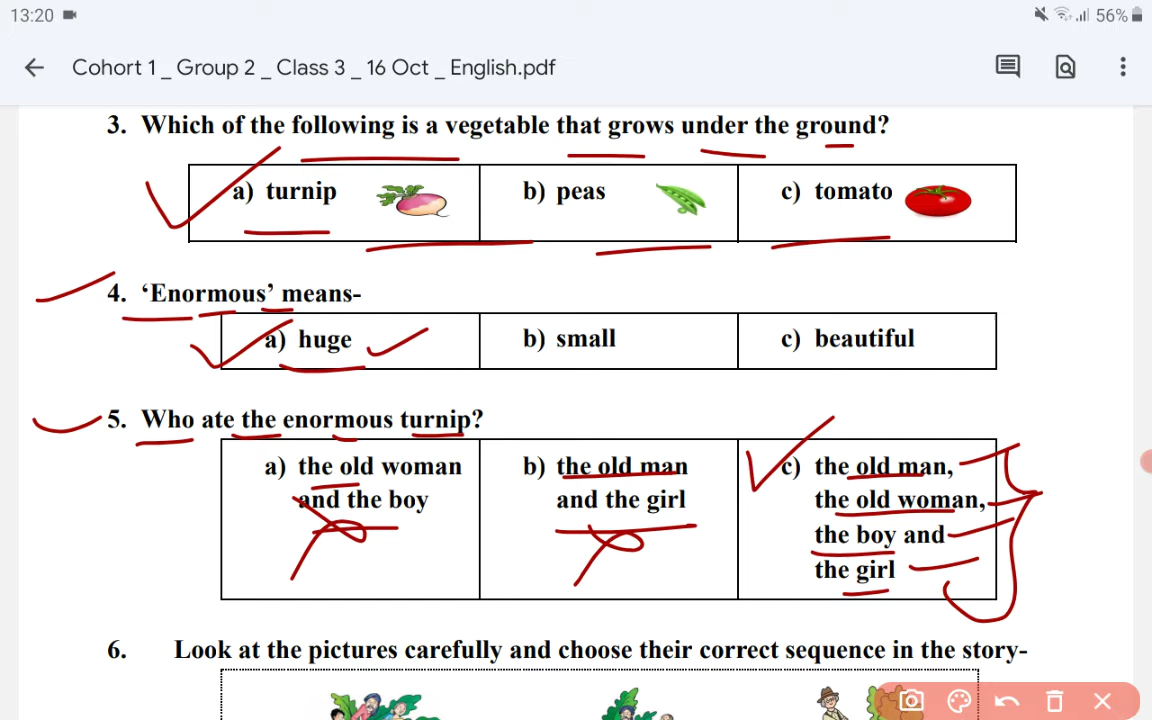 13:20
56%
Cohort 1 _ Group 2 _ Class 3 _ 16 Oct _ English.pdf
3. Which of the following is a vegetable that grows under the ground?
a) turnip b) peas c) tomato
4. ‘Enormous’ means-
a) huge b) small c) beautiful
5. Who ate the enormous turnip?
a) the old woman b) the old man c) the old man,
and the boy and the girl the old woman,
the boy and
the girl
6. Look at the pictures carefully and choose their correct sequence in the story-